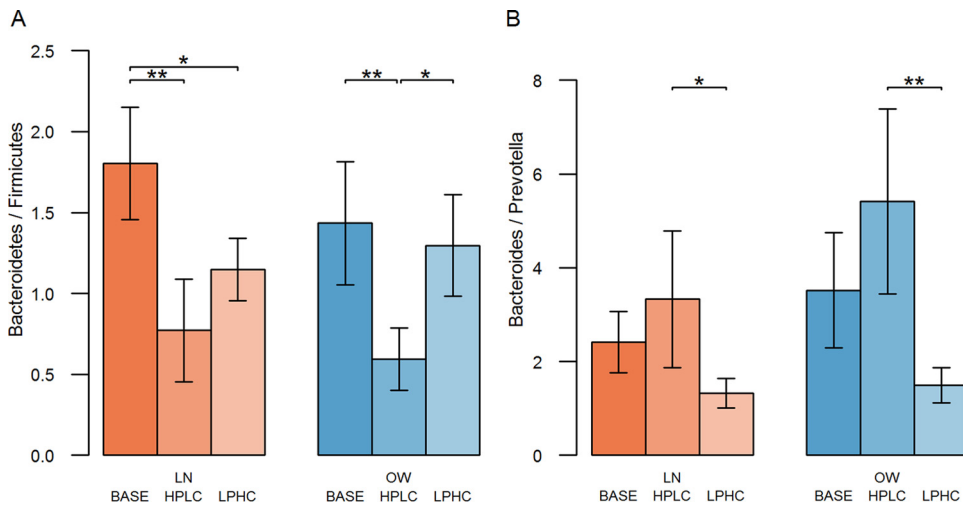 A
B
Bacteroidetes / Firmicutes
2.5
2.0
1.5
1.0
0.5
0.0
*
**
** *
LN
BASE HPLC LPHC
OW
BASE HPLC LPHC
Bacteroides / Prevotella
8
6
4
2
0
*
**
LN
BASE HPLC LPHC
OW
BASE HPLC LPHC